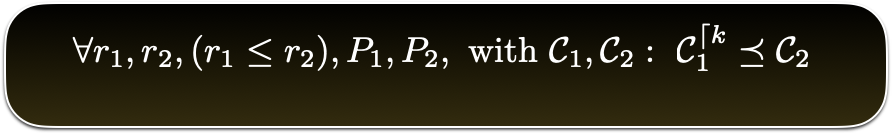 ∀r₁, r₂, (r₁ ≤ r₂), P₁, P₂, with 𝒞₁, 𝒞₂ : 𝒞₁^{⌈k} ⪯ 𝒞₂